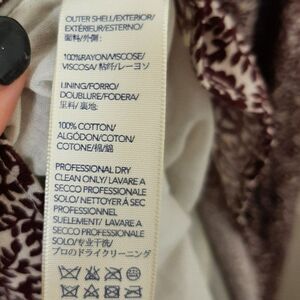 OUTER SHELL/EXTERIOR/
EXTÉRIEUR/ESTERNO/
面料/外側:
100%RAYON/VISCOSE/
VISCOSA/粘纤/レーヨン
LINING/FORRO/
DOUBLURE/FODERA/
里料/裏地:
100% COTTON/
ALGODÓN/COTON/
COTONE/棉/綿
PROFESSIONAL DRY
CLEAN ONLY/ LAVARE A
SECCO PROFESSIONALE
SOLO/ NETTOYER À SEC
PROFESSIONNEL
SUELEMENT/ LAVARE A
SECCO PROFESSIONALE
SOLO/专业干洗/
プロのドライクリーニング